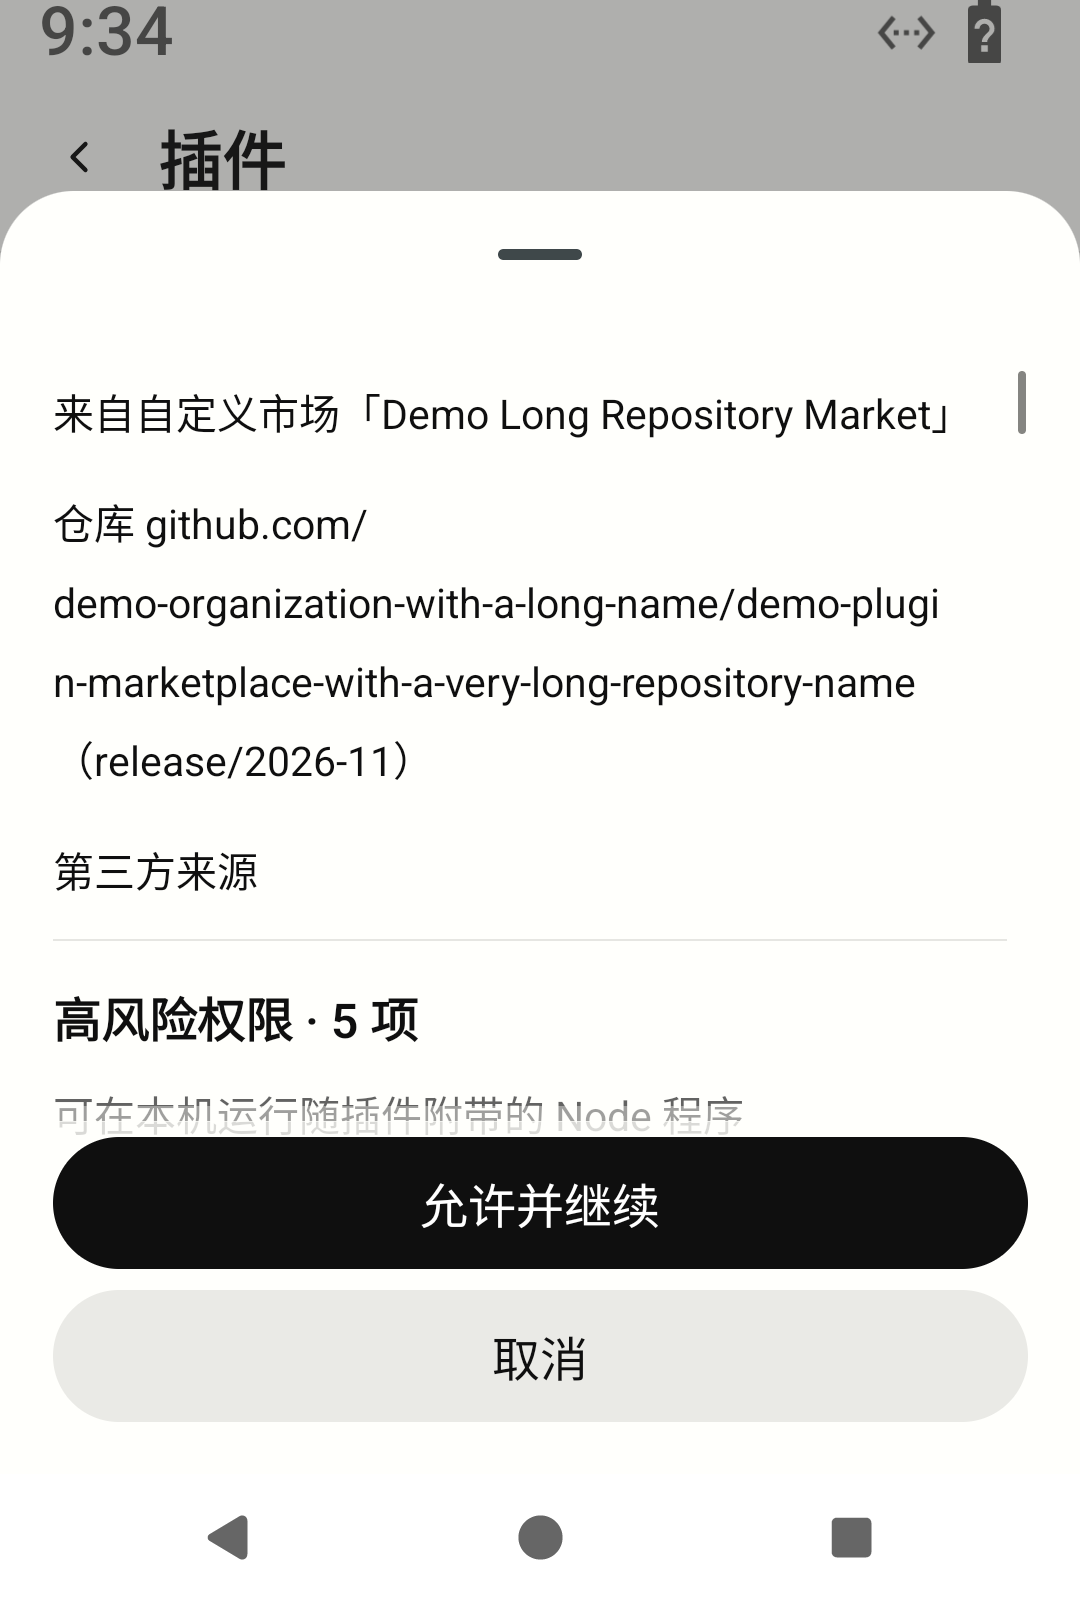 9:34
插件
来自自定义市场「Demo Long Repository Market」
仓库 github.com/
demo-organization-with-a-long-name/demo-plugi
n-marketplace-with-a-very-long-repository-name
（release/2026-11）
第三方来源
高风险权限 · 5 项
可在本机运行随插件附带的 Node 程序
允许并继续
取消